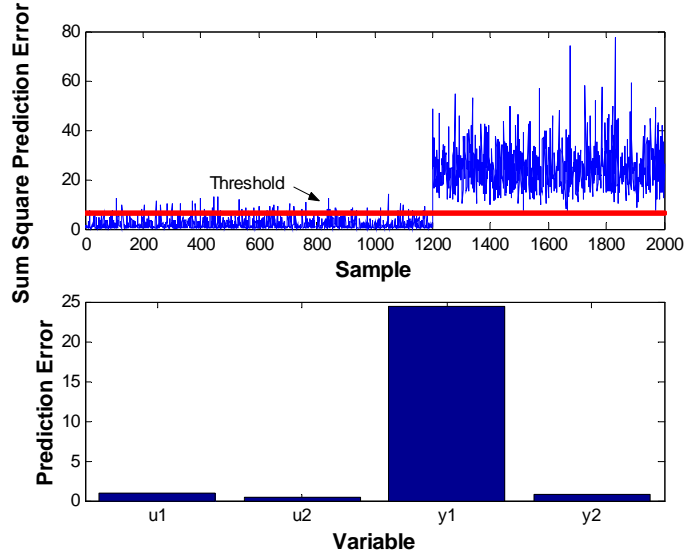 Sum Square Prediction Error
80
60
40
20
0
Threshold
0 200 400 600 800 1000 1200 1400 1600 1800 2000
Sample
Prediction Error
25
20
15
10
5
0
u1 u2 y1 y2
Variable